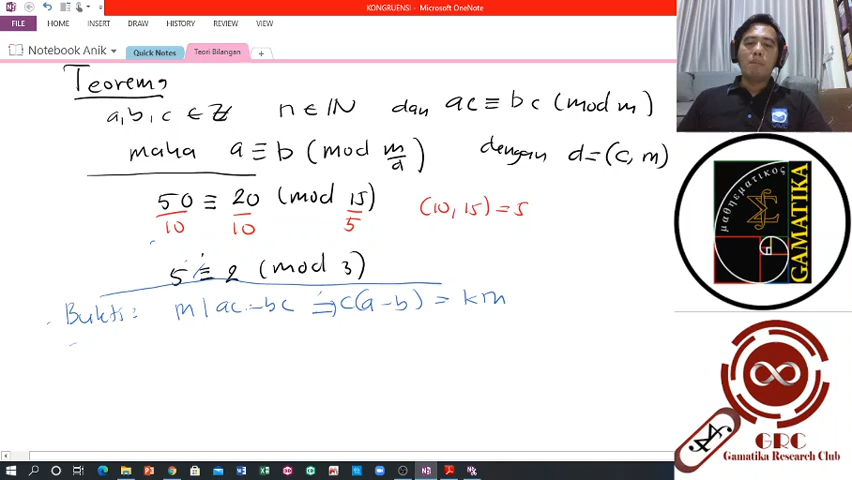 KONGRUENSI - Microsoft OneNote
FILE HOME INSERT DRAW HISTORY REVIEW VIEW
Notebook Anik Quick Notes Teori Bilangan +
Teorema
a, b, c ∈ Z n ∈ IN dan ac ≡ bc (mod m)
maka a ≡ b (mod m/d) dengan d = (c, m)
50/10 ≡ 20/10 (mod 15/5) (10, 15) = 5
5 ≡ 2 (mod 3)
Bukti: m | ac - bc ⇒ c(a - b) = km
μαθηεματικος
GAMATIKA
GRC
Gamatika Research Club